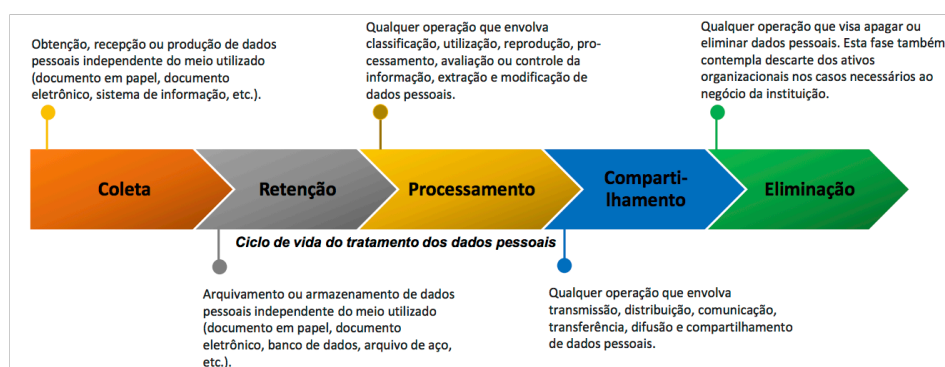 Obtenção, recepção ou produção de dados
pessoais independente do meio utilizado
(documento em papel, documento
eletrônico, sistema de informação, etc.).
Qualquer operação que envolva
classificação, utilização, reprodução, pro-
cessamento, avaliação ou controle da
informação, extração e modificação de
dados pessoais.
Qualquer operação que visa apagar ou
eliminar dados pessoais. Esta fase também
contempla descarte dos ativos
organizacionais nos casos necessários ao
negócio da instituição.
Coleta
Retenção
Processamento
Comparti-
lhamento
Eliminação
Ciclo de vida do tratamento dos dados pessoais
Arquivamento ou armazenamento de dados
pessoais independente do meio utilizado
(documento em papel, documento
eletrônico, banco de dados, arquivo de aço,
etc.).
Qualquer operação que envolva
transmissão, distribuição, comunicação,
transferência, difusão e compartilhamento
de dados pessoais.